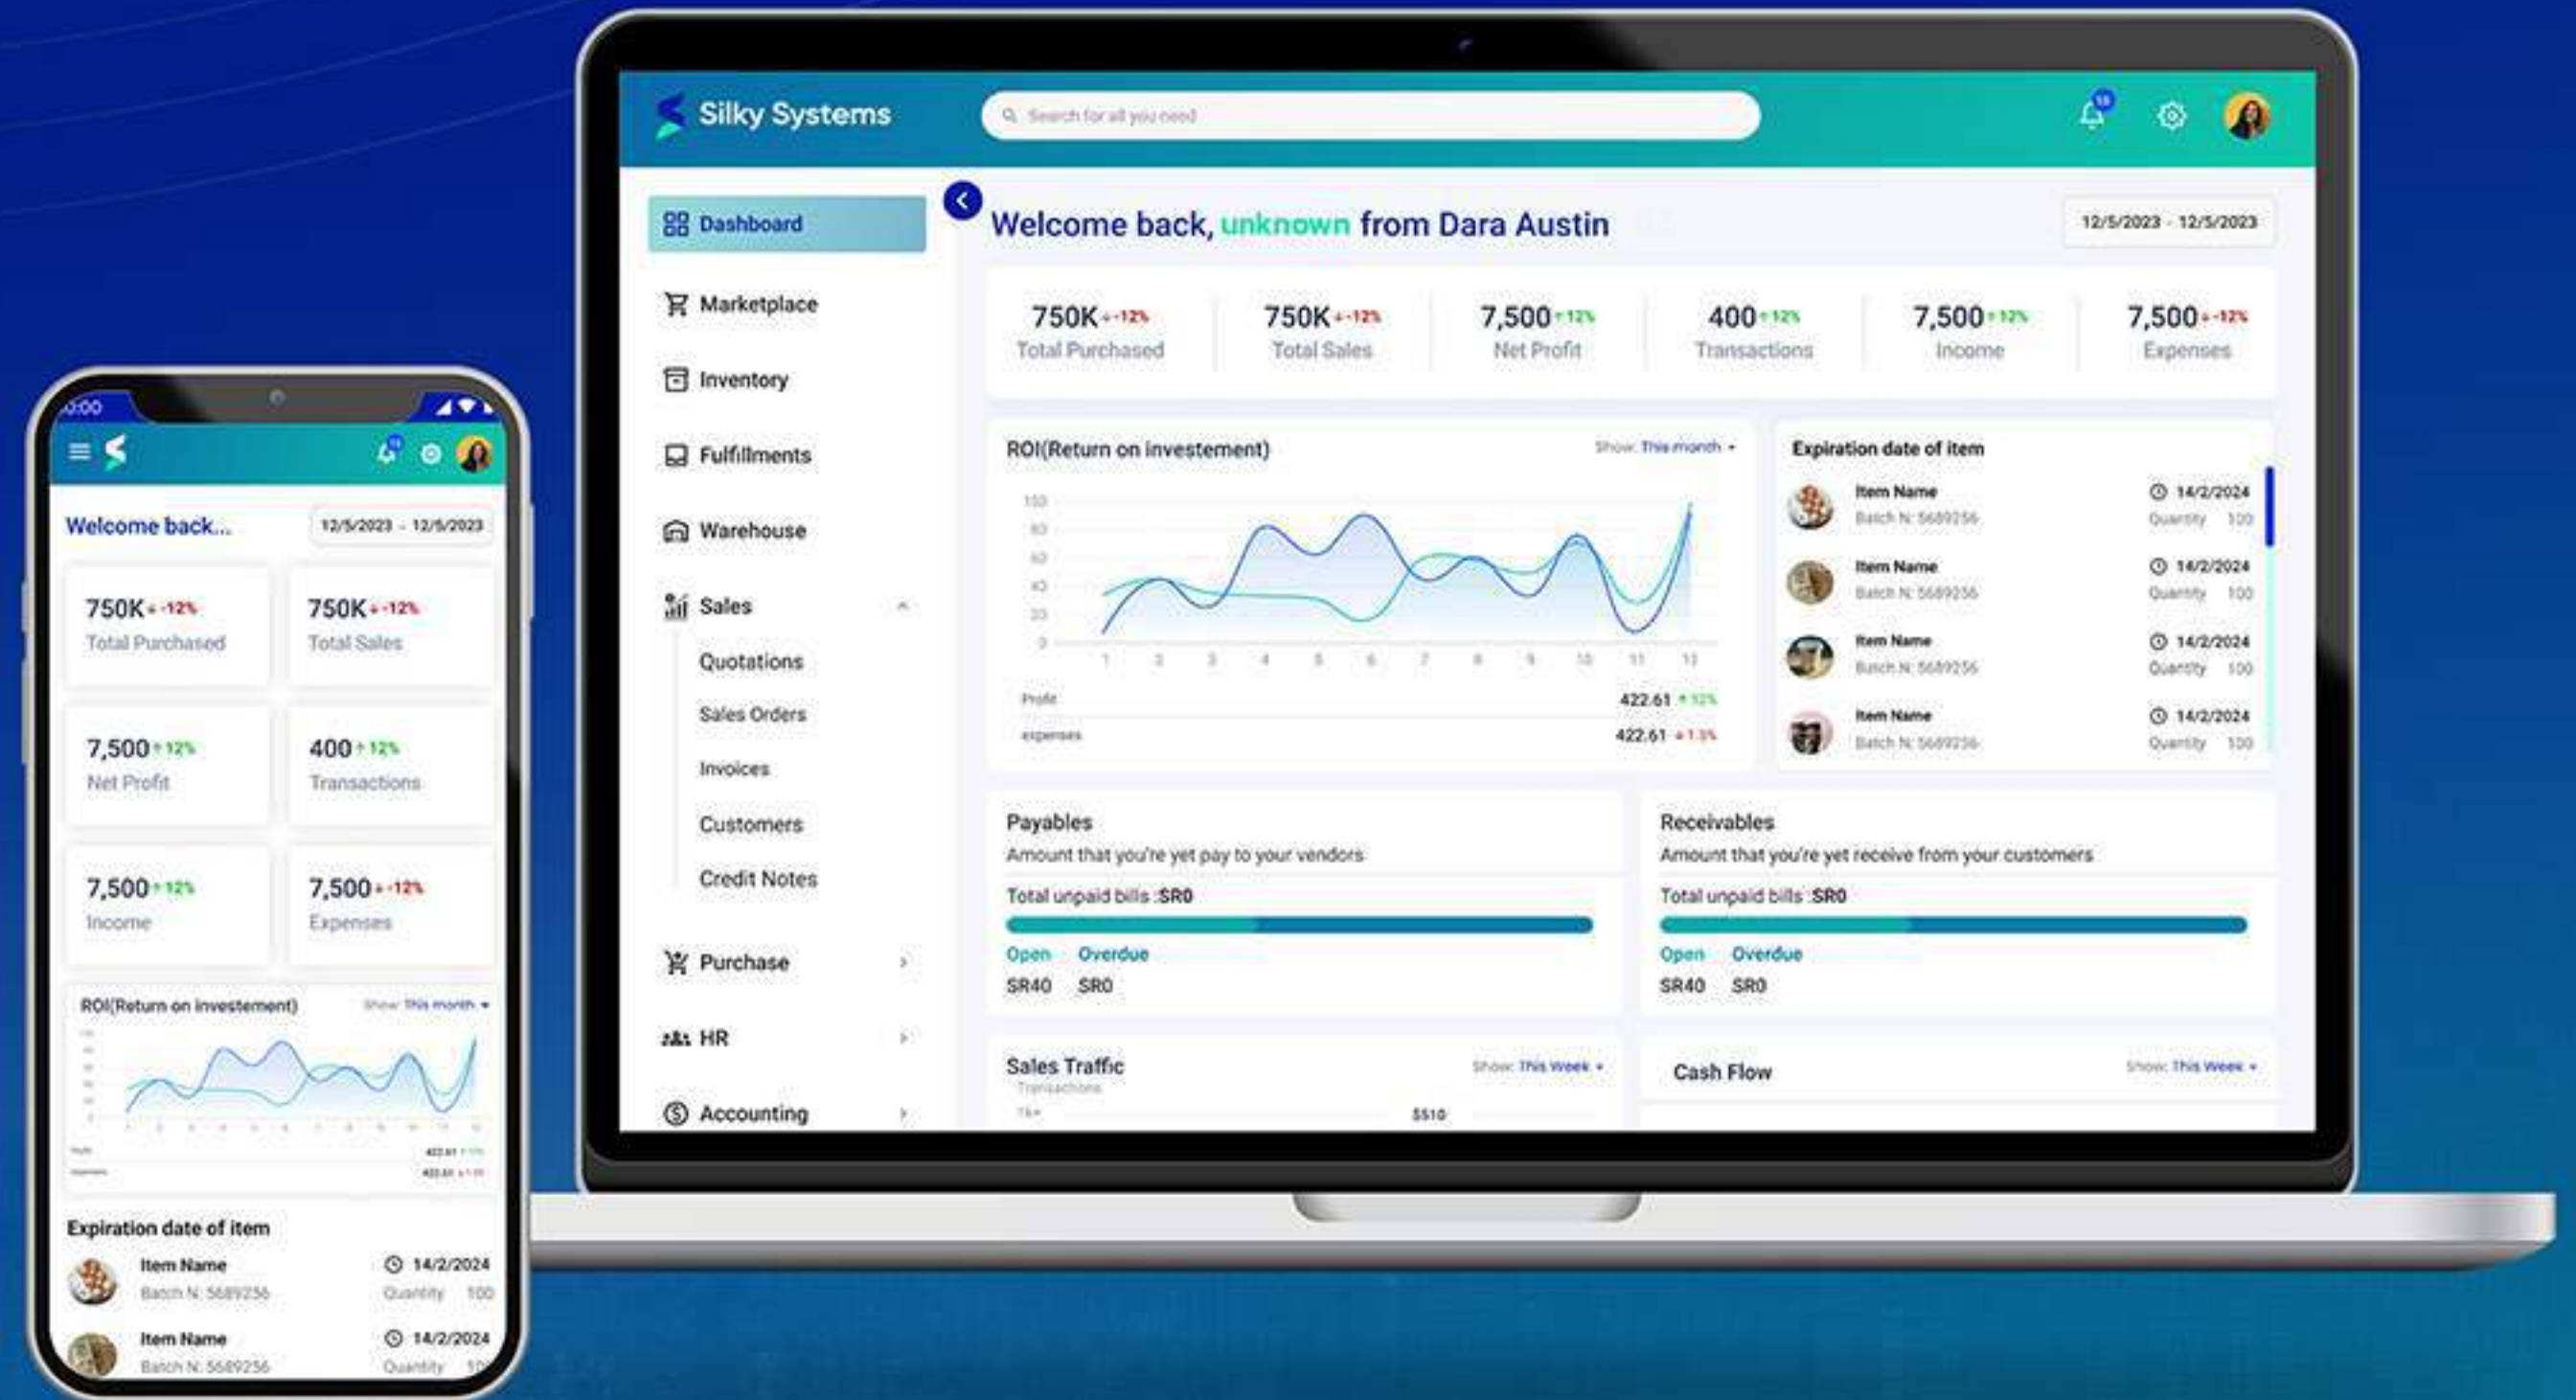 Silky Systems
Search for all you need
15
Dashboard
Marketplace
Inventory
Fulfillments
Warehouse
Sales
Quotations
Sales Orders
Invoices
Customers
Credit Notes
Purchase
HR
Accounting
Welcome back, unknown from Dara Austin
12/5/2023 - 12/5/2023
750K -12%
Total Purchased
750K -12%
Total Sales
7,500 12%
Net Profit
400 12%
Transactions
7,500 12%
Income
7,500 -12%
Expenses
ROI(Return on investement)
Show: This month
100
80
60
40
20
0
1 2 3 4 5 6 7 8 9 10 11 12
Profit 422.61 12%
expenses 422.61 1.5%
Expiration date of item
Item Name 14/2/2024
Batch N: 5689256 Quantity 100
Item Name 14/2/2024
Batch N: 5689256 Quantity 100
Item Name 14/2/2024
Batch N: 5689256 Quantity 100
Item Name 14/2/2024
Batch N: 5689256 Quantity 100
Payables
Amount that you're yet pay to your vendors
Total unpaid bills :SR0
Open Overdue
SR40 SR0
Receivables
Amount that you're yet receive from your customers
Total unpaid bills :SR0
Open Overdue
SR40 SR0
Sales Traffic
Show: This Week
Transactions
$510
Cash Flow
Show: This Week
Welcome back...
12/5/2023 - 12/5/2023
750K -12%
Total Purchased
750K -12%
Total Sales
7,500 12%
Net Profit
400 12%
Transactions
7,500 12%
Income
7,500 -12%
Expenses
ROI(Return on investement)
Show: This month
422.61
422.61
Expiration date of item
Item Name 14/2/2024
Batch N: 5689256 Quantity 100
Item Name 14/2/2024
Batch N: 5689256 Quantity